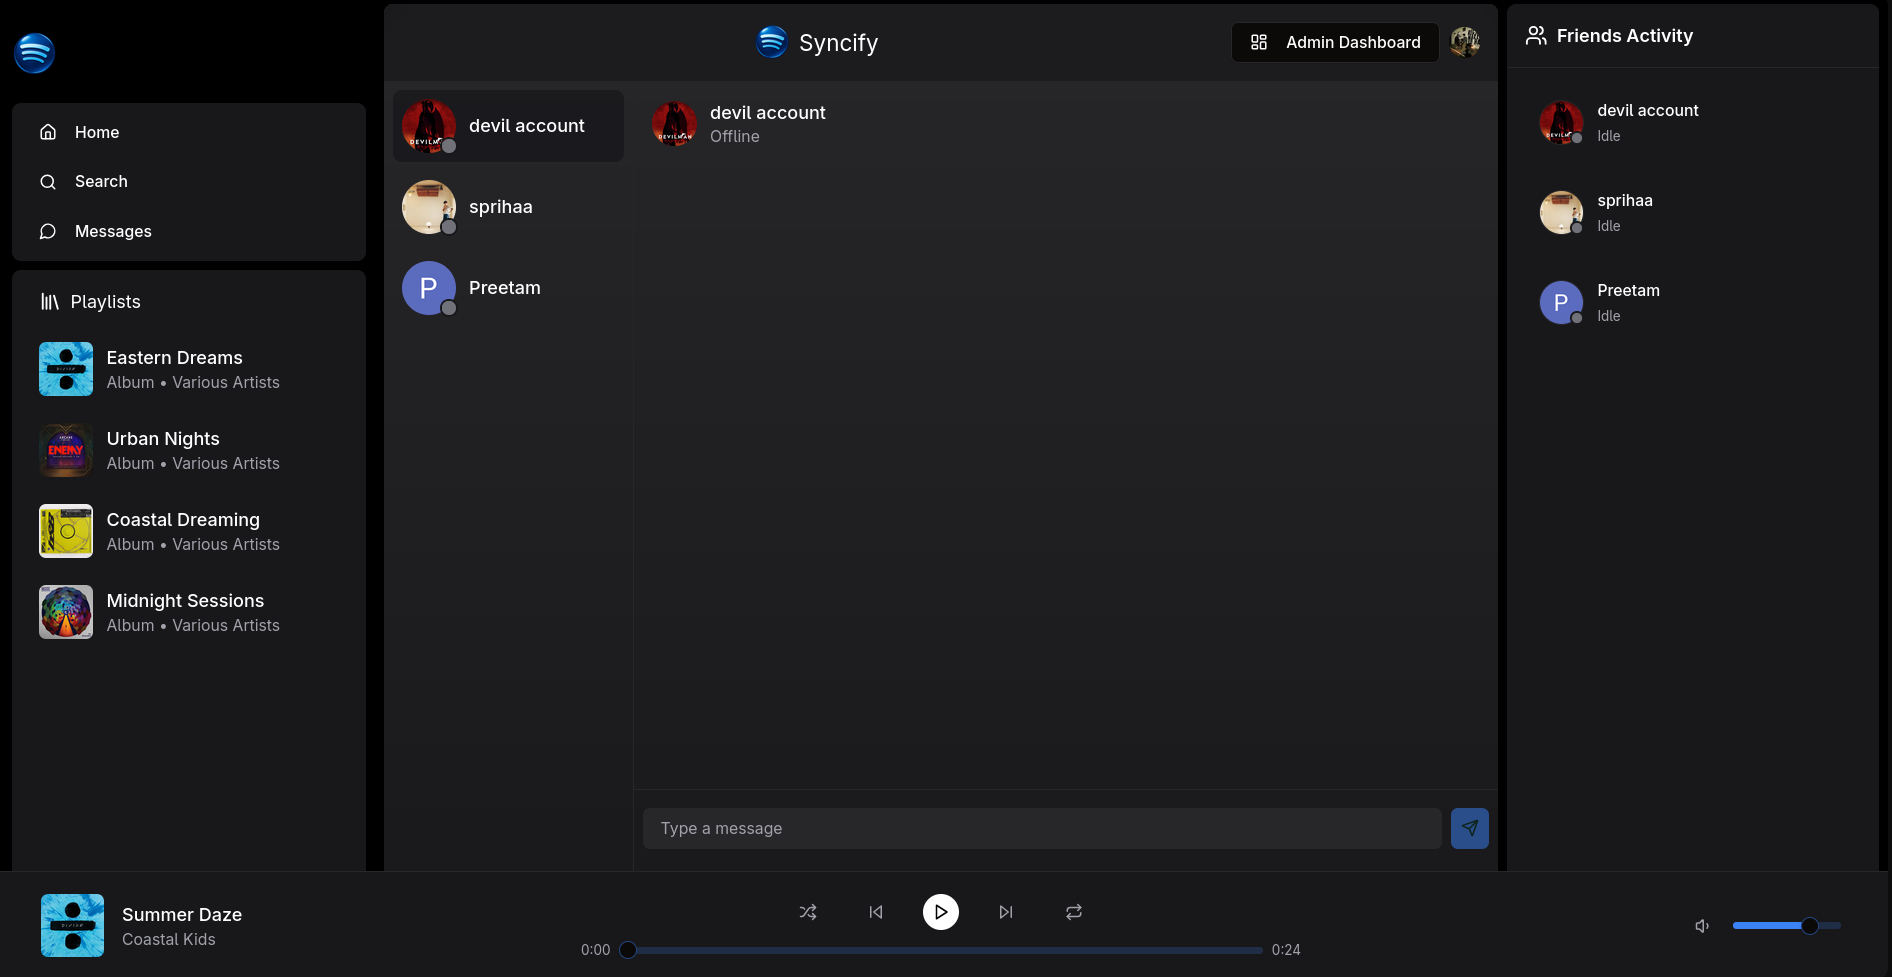 Home
Search
Messages
Playlists
Eastern Dreams
Album • Various Artists
Urban Nights
Album • Various Artists
ENEMY
Coastal Dreaming
Album • Various Artists
Midnight Sessions
Album • Various Artists
Syncify
Admin Dashboard
devil account
sprihaa
P
Preetam
devil account
Offline
DEVILMAN
Type a message
Friends Activity
devil account
Idle
sprihaa
Idle
P
Preetam
Idle
Summer Daze
Coastal Kids
0:00
0:24